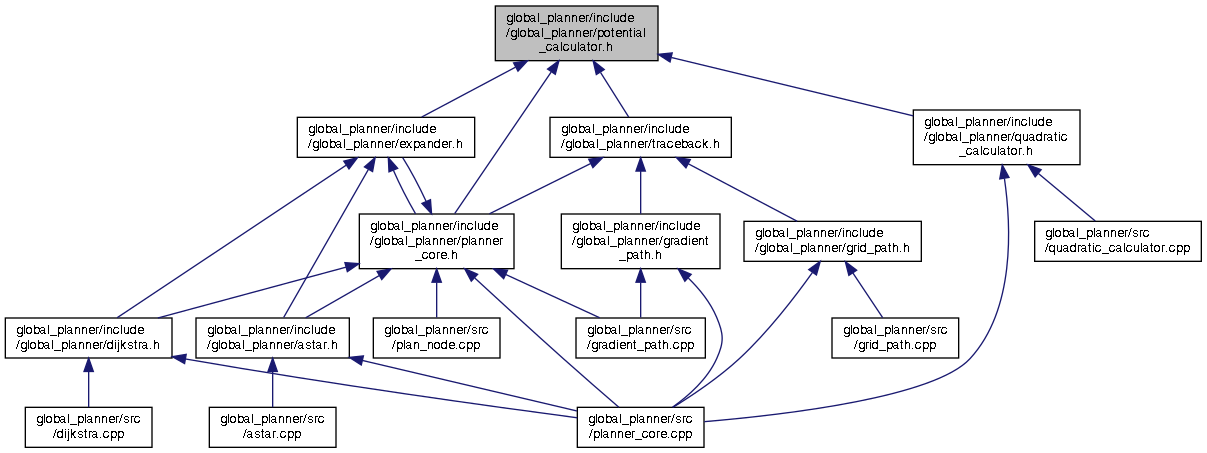 global_planner/include
/global_planner/potential
_calculator.h
global_planner/include
/global_planner/expander.h
global_planner/include
/global_planner/traceback.h
global_planner/include
/global_planner/quadratic
_calculator.h
global_planner/include
/global_planner/planner
_core.h
global_planner/include
/global_planner/gradient
_path.h
global_planner/include
/global_planner/grid_path.h
global_planner/src
/quadratic_calculator.cpp
global_planner/include
/global_planner/dijkstra.h
global_planner/include
/global_planner/astar.h
global_planner/src
/plan_node.cpp
global_planner/src
/gradient_path.cpp
global_planner/src
/grid_path.cpp
global_planner/src
/dijkstra.cpp
global_planner/src
/astar.cpp
global_planner/src
/planner_core.cpp